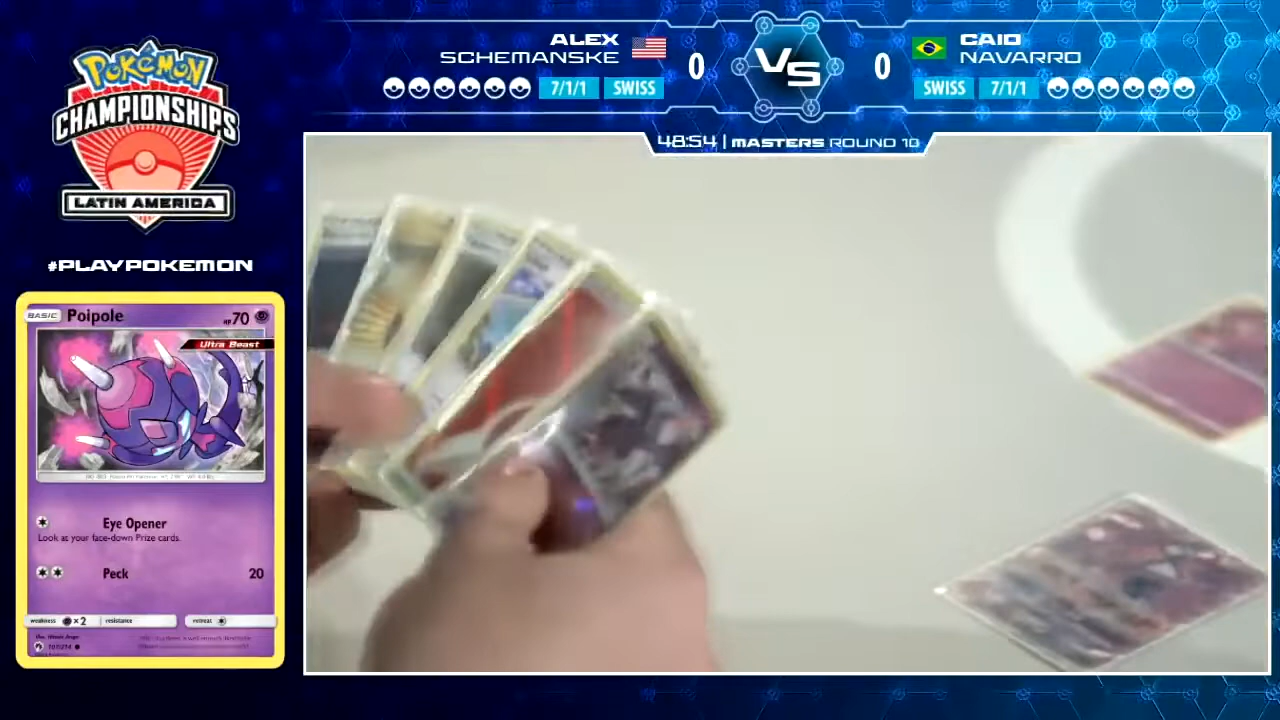 POKÉMON
CHAMPIONSHIPS
LATIN AMERICA
#PLAYPOKEMON
ALEX
SCHEMANSKE
0
7/1/1
SWISS
VS
0
CAIO
NAVARRO
SWISS
7/1/1
48:54 | MASTERS ROUND 10
BASIC Poipole HP70
Ultra Beast
Eye Opener
Look at your face-down Prize cards.
Peck 20
weakness ×2 resistance retreat